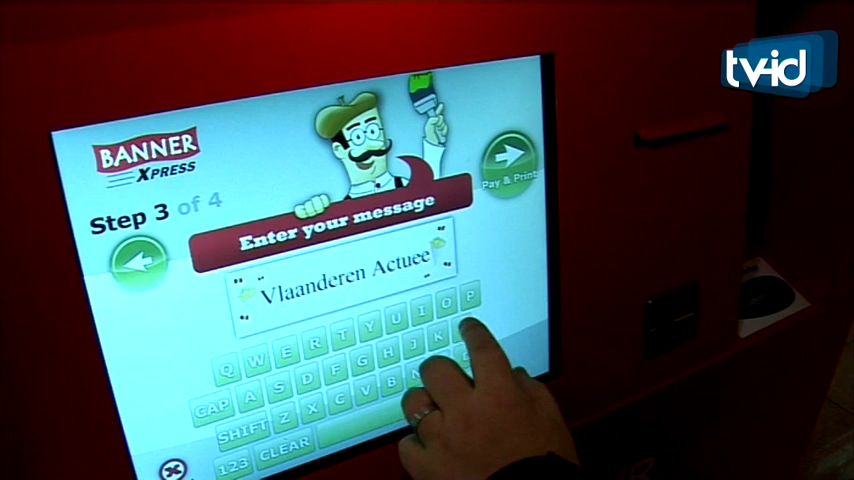 tv-id
BANNER
XPRESS
Step 3 of 4
Pay & Print
Enter your message
Vlaanderen Actuee
Q W E R T Y U I O P
CAP A S D F G H J K
SHIFT Z X C V B
123 CLEAR